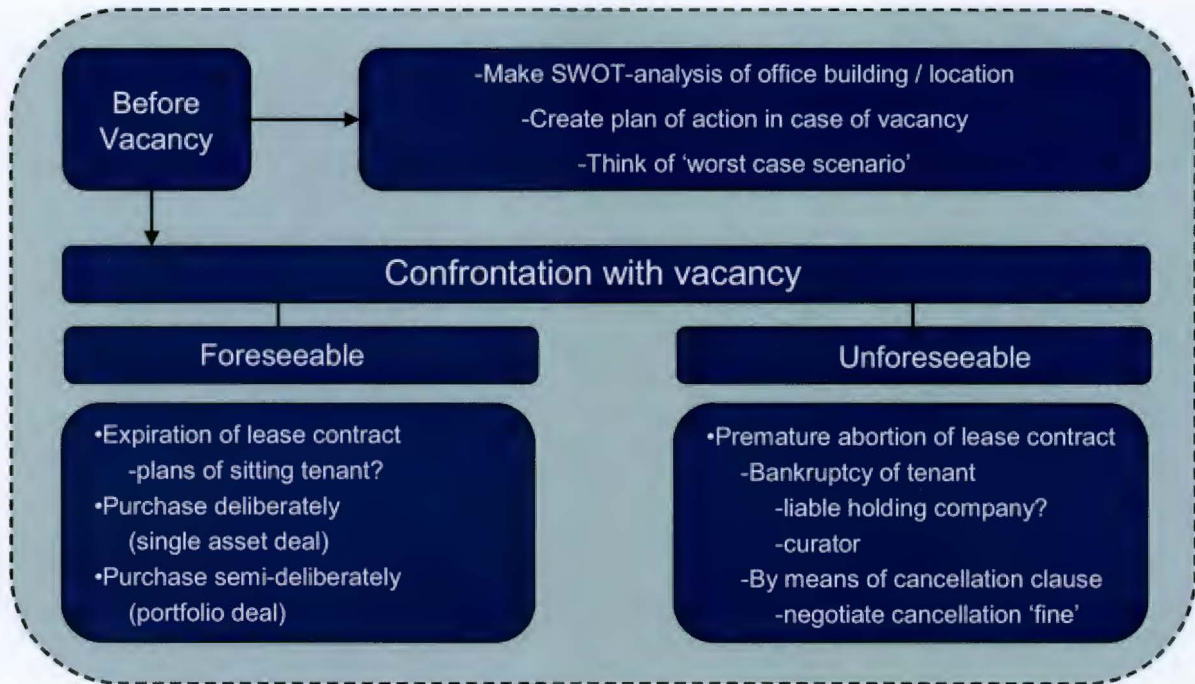 Before
Vacancy
-Make SWOT-analysis of office building / location
-Create plan of action in case of vacancy
-Think of ‘worst case scenario’
Confrontation with vacancy
Foreseeable
•Expiration of lease contract
-plans of sitting tenant?
•Purchase deliberately
(single asset deal)
•Purchase semi-deliberately
(portfolio deal)
Unforeseeable
•Premature abortion of lease contract
-Bankruptcy of tenant
-liable holding company?
-curator
-By means of cancellation clause
-negotiate cancellation ‘fine’